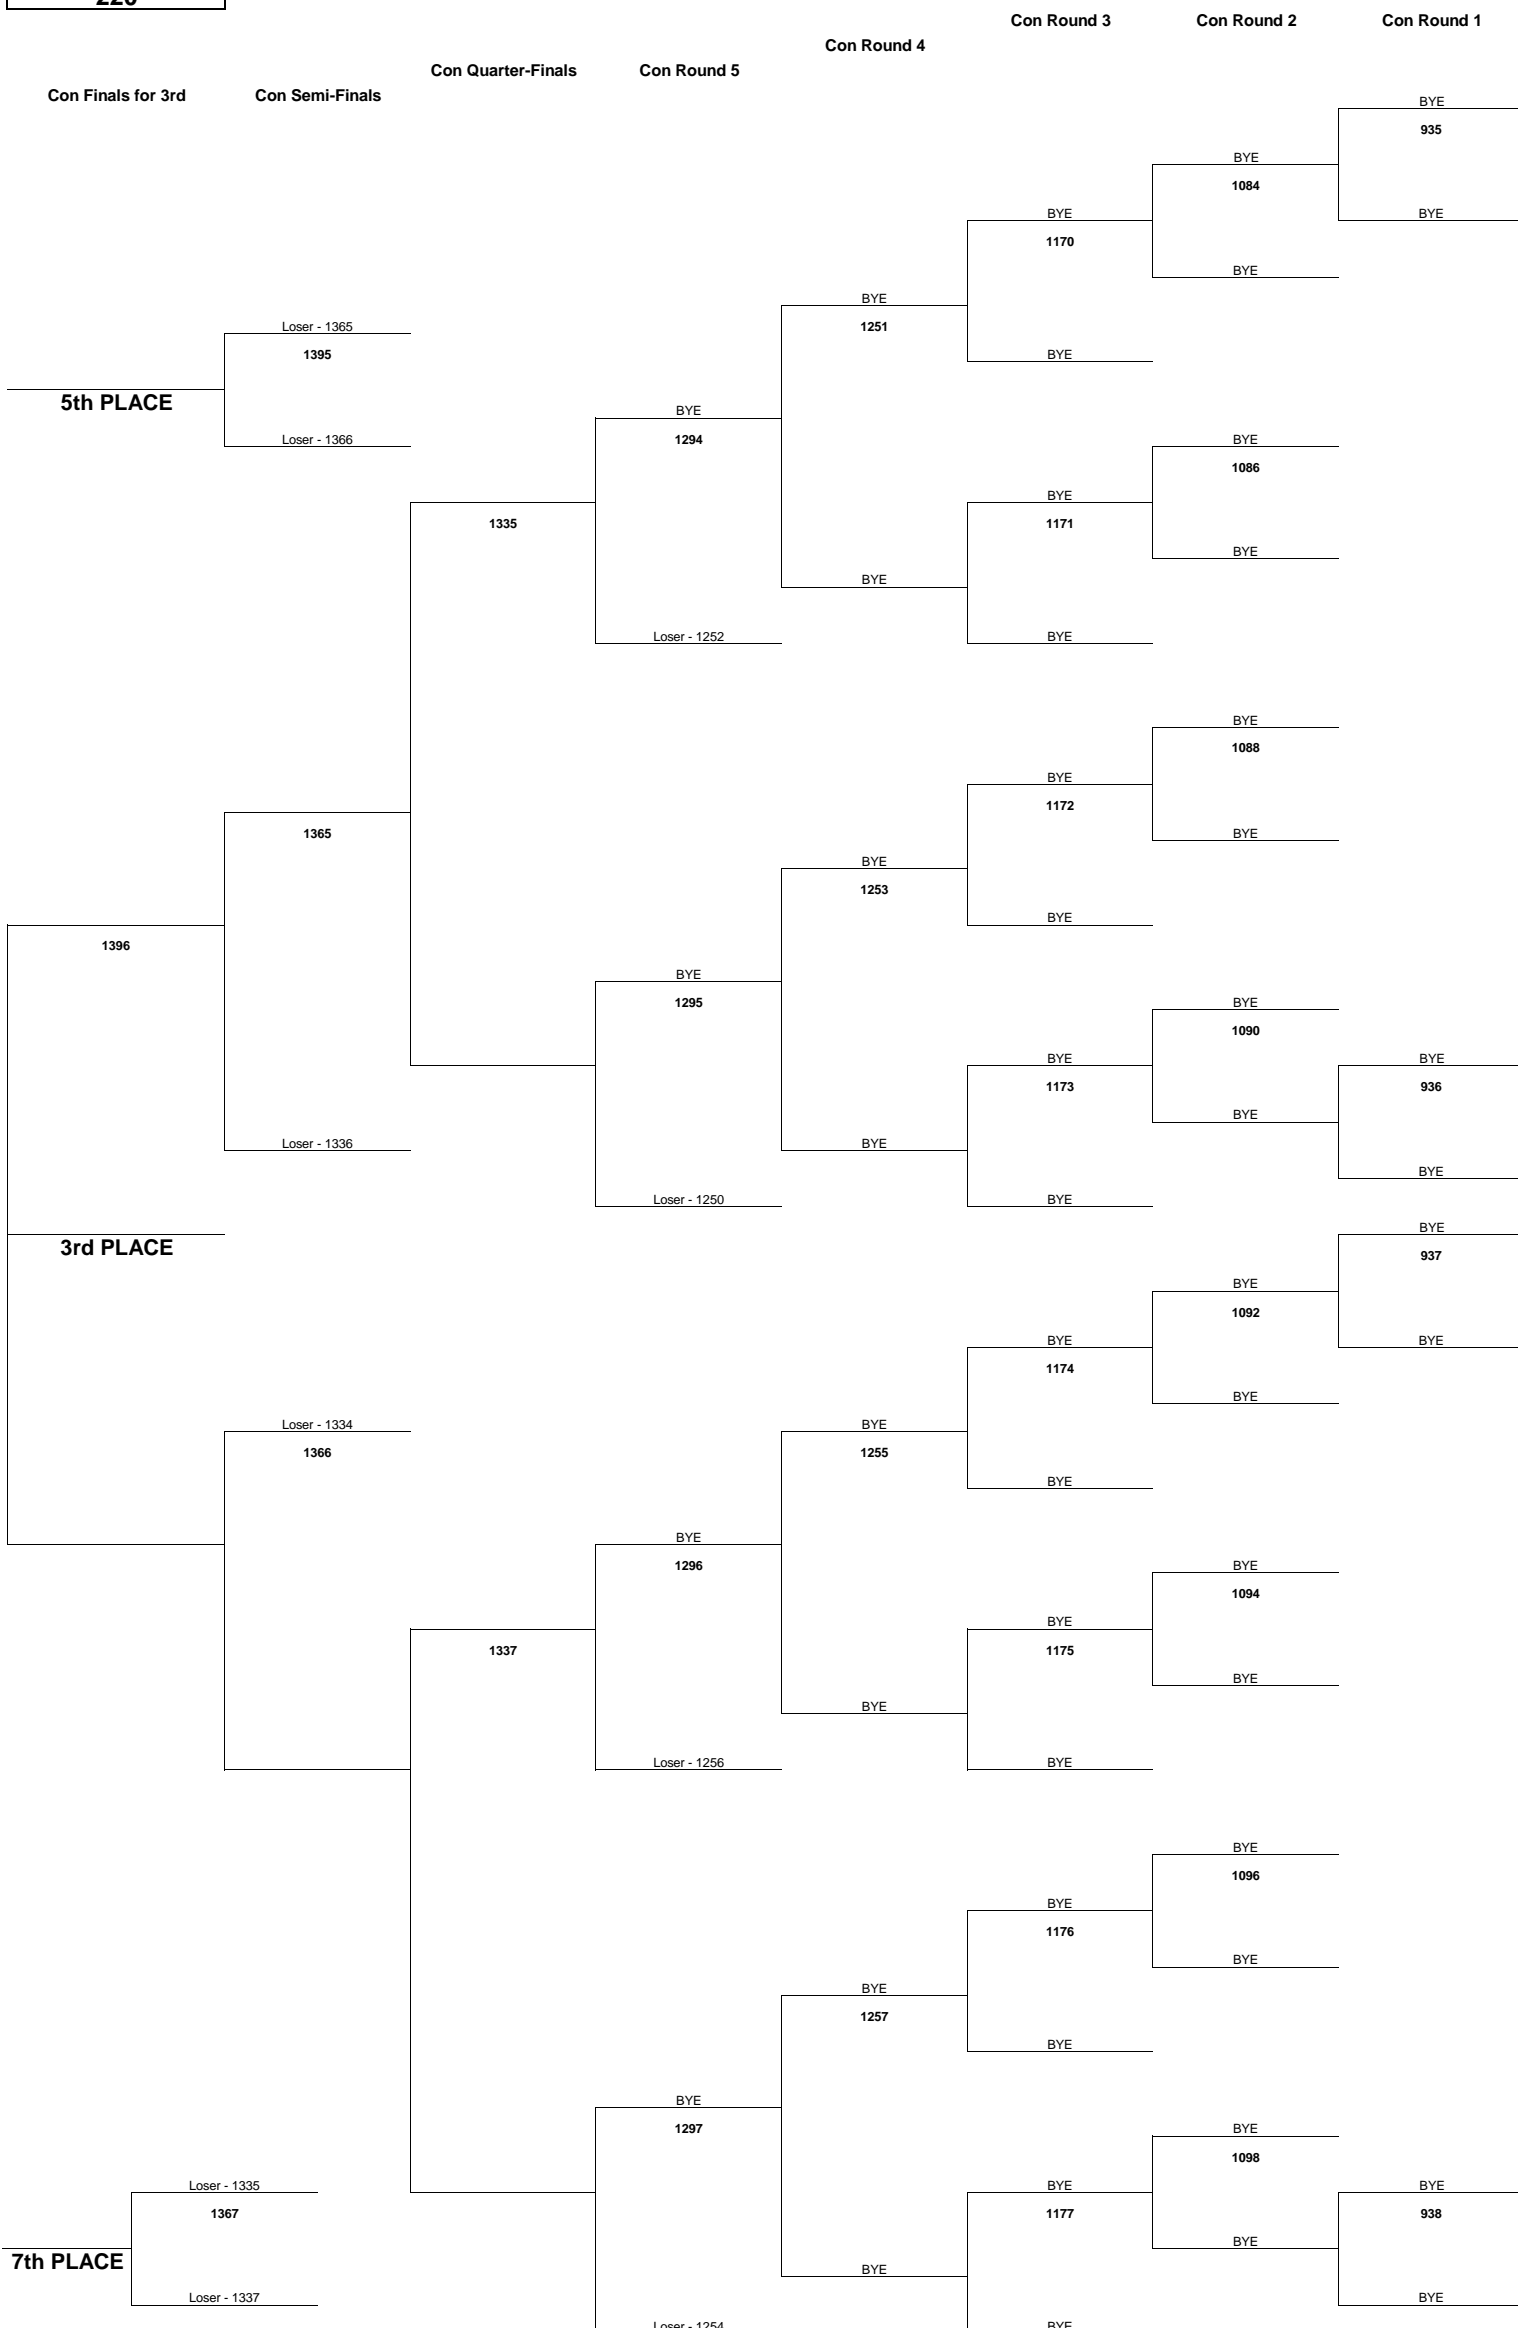 220
Con Round 3 Con Round 2 Con Round 1
Con Round 4
Con Quarter-Finals Con Round 5
Con Finals for 3rd Con Semi-Finals
BYE
935
BYE
1084
BYE BYE
1170
BYE
BYE
Loser - 1365 1251
1395 BYE
5th PLACE
BYE
Loser - 1366 1294 BYE
1086
BYE
1335 1171
BYE
BYE
Loser - 1252 BYE
BYE
1088
BYE
1172
1365 BYE
BYE
1253
BYE
1396
BYE
1295 BYE
1090
BYE BYE
1173 936
BYE
Loser - 1336 BYE
BYE
Loser - 1250 BYE
BYE
3rd PLACE 937
BYE
1092
BYE BYE
1174
BYE
Loser - 1334 BYE
1366 1255
BYE
BYE
1296 BYE
1094
BYE
1337 1175
BYE
BYE
Loser - 1256 BYE
BYE
1096
BYE
1176
BYE
BYE
1257
BYE
BYE
1297 BYE
1098
Loser - 1335 BYE BYE
1367 1177 938
BYE
7th PLACE BYE
Loser - 1337 BYE
Loser - 1254 BYE